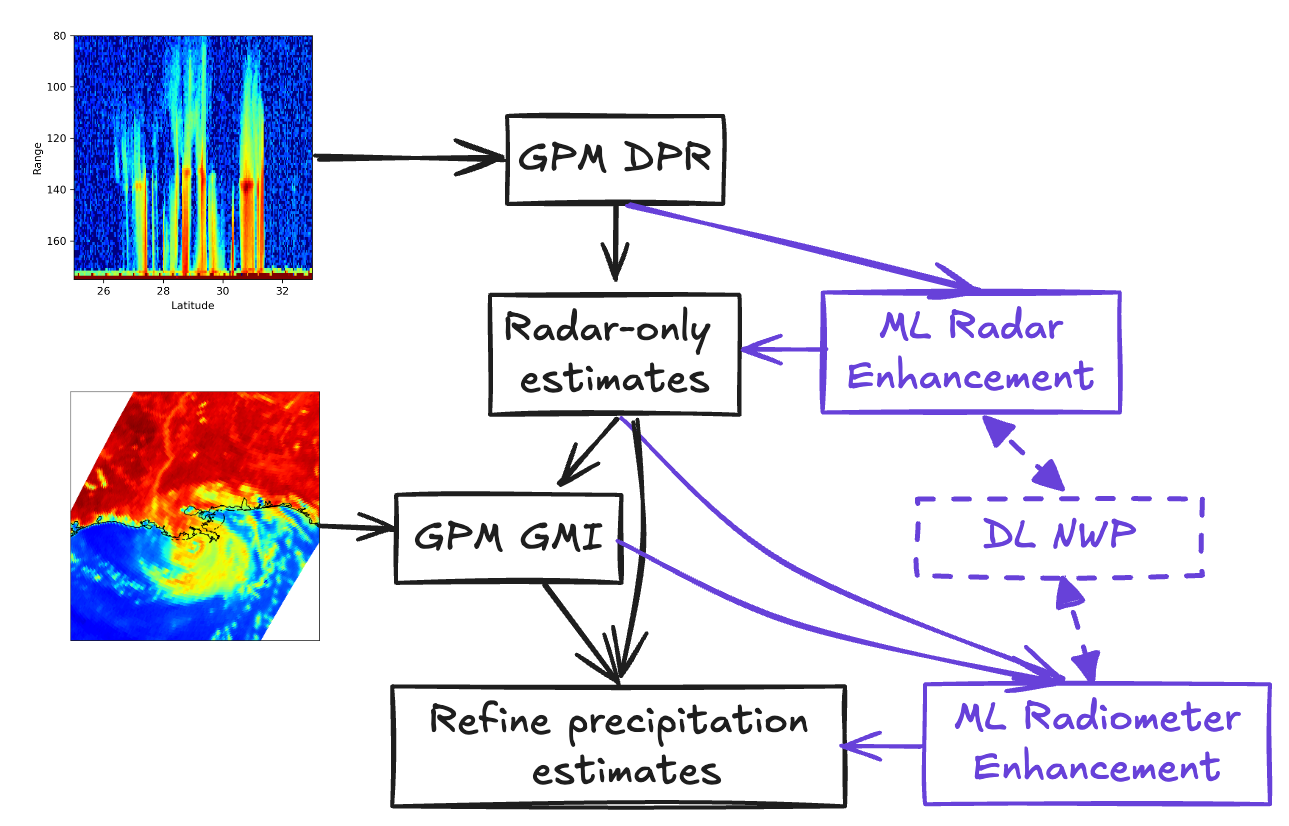 80
100
120
140
160
Range
26 28 30 32
Latitude
GPM DPR
Radar-only
estimates
ML Radar
Enhancement
GPM GMI
DL NWP
Refine precipitation
estimates
ML Radiometer
Enhancement